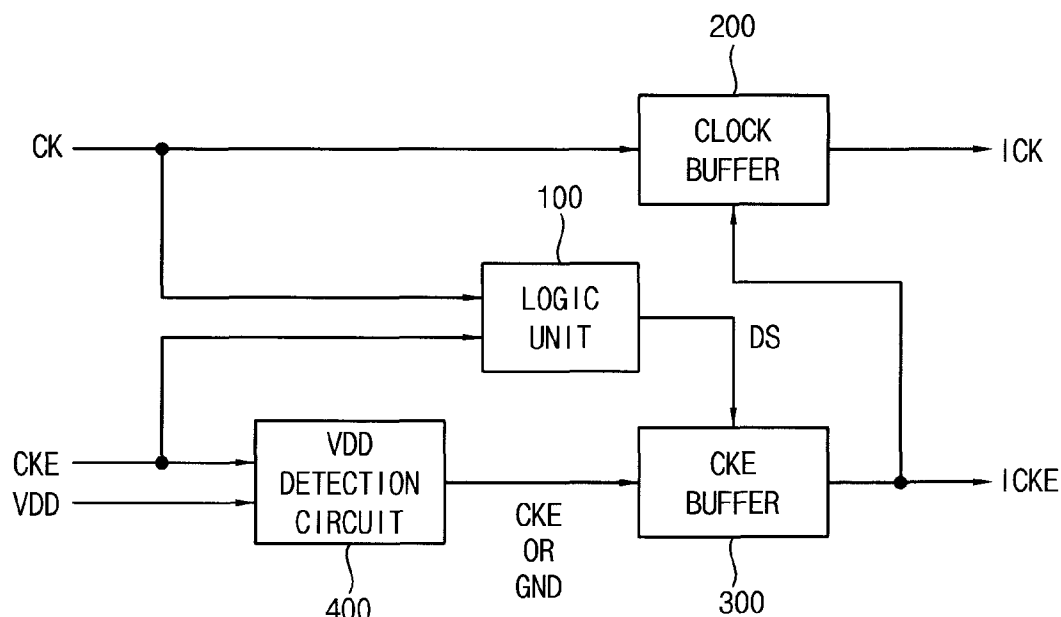 200
CK
CLOCK
BUFFER
ICK
100
LOGIC
UNIT
DS
CKE
VDD
VDD
DETECTION
CIRCUIT
CKE
OR
GND
CKE
BUFFER
ICKE
400
300